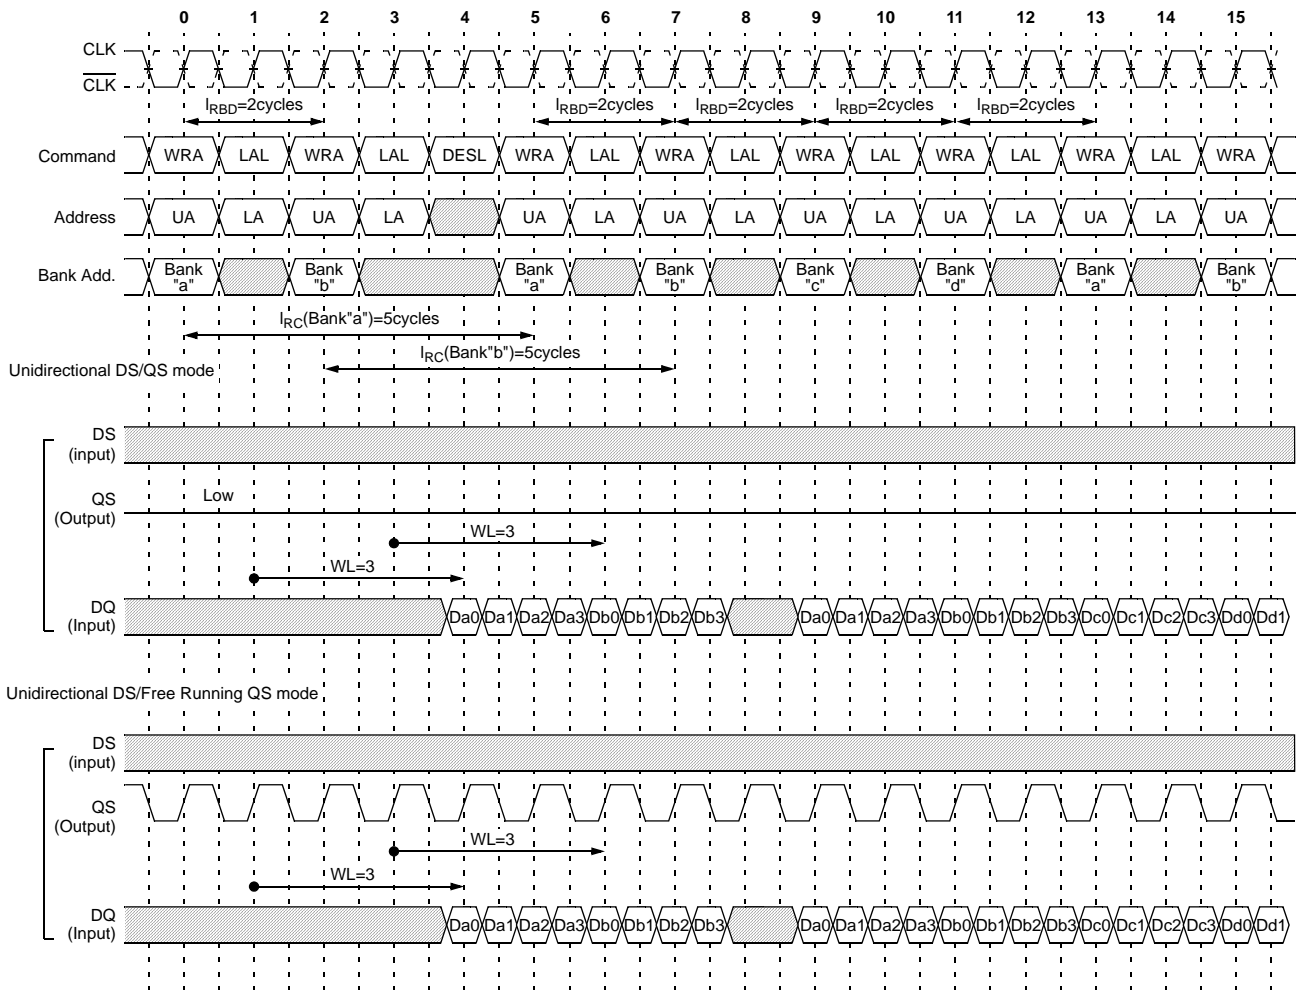 0 1 2 3 4 5 6 7 8 9 10 11 12 13 14 15
CLK
CLK
IRBD=2cycles IRBD=2cycles IRBD=2cycles IRBD=2cycles IRBD=2cycles
Command WRA LAL WRA LAL DESL WRA LAL WRA LAL WRA LAL WRA LAL WRA LAL WRA
Address UA LA UA LA UA LA UA LA UA LA UA LA UA LA UA
Bank Add. Bank "a" Bank "b" Bank "a" Bank "b" Bank "c" Bank "d" Bank "a" Bank "b"
IRC(Bank"a")=5cycles
IRC(Bank"b")=5cycles
Unidirectional DS/QS mode
DS
(input)
QS
(Output)
Low
WL=3
WL=3
DQ
(Input)
Da0 Da1 Da2 Da3 Db0 Db1 Db2 Db3 Da0 Da1 Da2 Da3 Db0 Db1 Db2 Db3 Dc0 Dc1 Dc2 Dc3 Dd0 Dd1
Unidirectional DS/Free Running QS mode
DS
(input)
QS
(Output)
WL=3
WL=3
DQ
(Input)
Da0 Da1 Da2 Da3 Db0 Db1 Db2 Db3 Da0 Da1 Da2 Da3 Db0 Db1 Db2 Db3 Dc0 Dc1 Dc2 Dc3 Dd0 Dd1